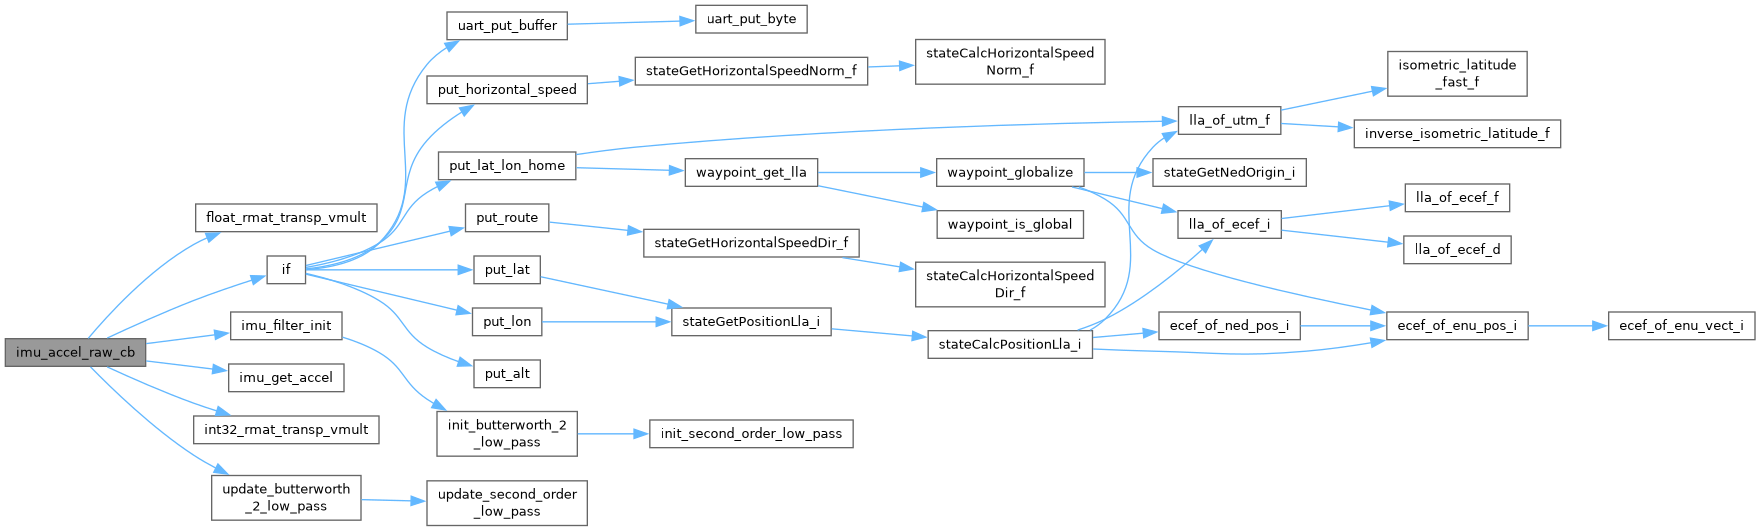 imu_accel_raw_cb
float_rmat_transp_vmult
if
imu_filter_init
imu_get_accel
int32_rmat_transp_vmult
update_butterworth
_2_low_pass
uart_put_buffer
put_horizontal_speed
put_lat_lon_home
put_route
put_lat
put_lon
put_alt
init_butterworth_2
_low_pass
update_second_order
_low_pass
uart_put_byte
stateGetHorizontalSpeedNorm_f
waypoint_get_lla
stateGetHorizontalSpeedDir_f
stateGetPositionLla_i
init_second_order_low_pass
stateCalcHorizontalSpeed
Norm_f
waypoint_globalize
waypoint_is_global
stateCalcHorizontalSpeed
Dir_f
stateCalcPositionLla_i
lla_of_utm_f
stateGetNedOrigin_i
lla_of_ecef_i
ecef_of_ned_pos_i
isometric_latitude
_fast_f
inverse_isometric_latitude_f
lla_of_ecef_f
lla_of_ecef_d
ecef_of_enu_pos_i
ecef_of_enu_vect_i